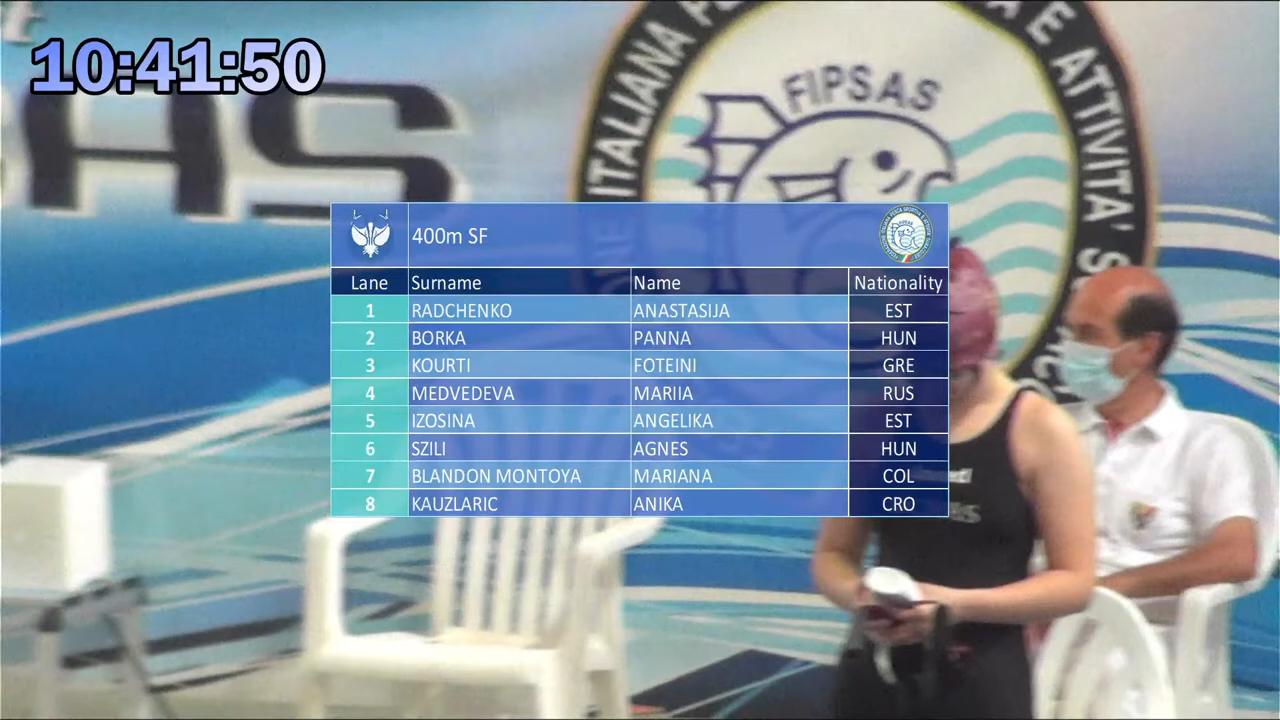 10:41:50
HS
ITALIANA
E ATTIVITA' S
FIPSAS
400m SF
Lane Surname Name Nationality
1 RADCHENKO ANASTASIJA EST
2 BORKA PANNA HUN
3 KOURTI FOTEINI GRE
4 MEDVEDEVA MARIIA RUS
5 IZOSINA ANGELIKA EST
6 SZILI AGNES HUN
7 BLANDON MONTOYA MARIANA COL
8 KAUZLARIC ANIKA CRO